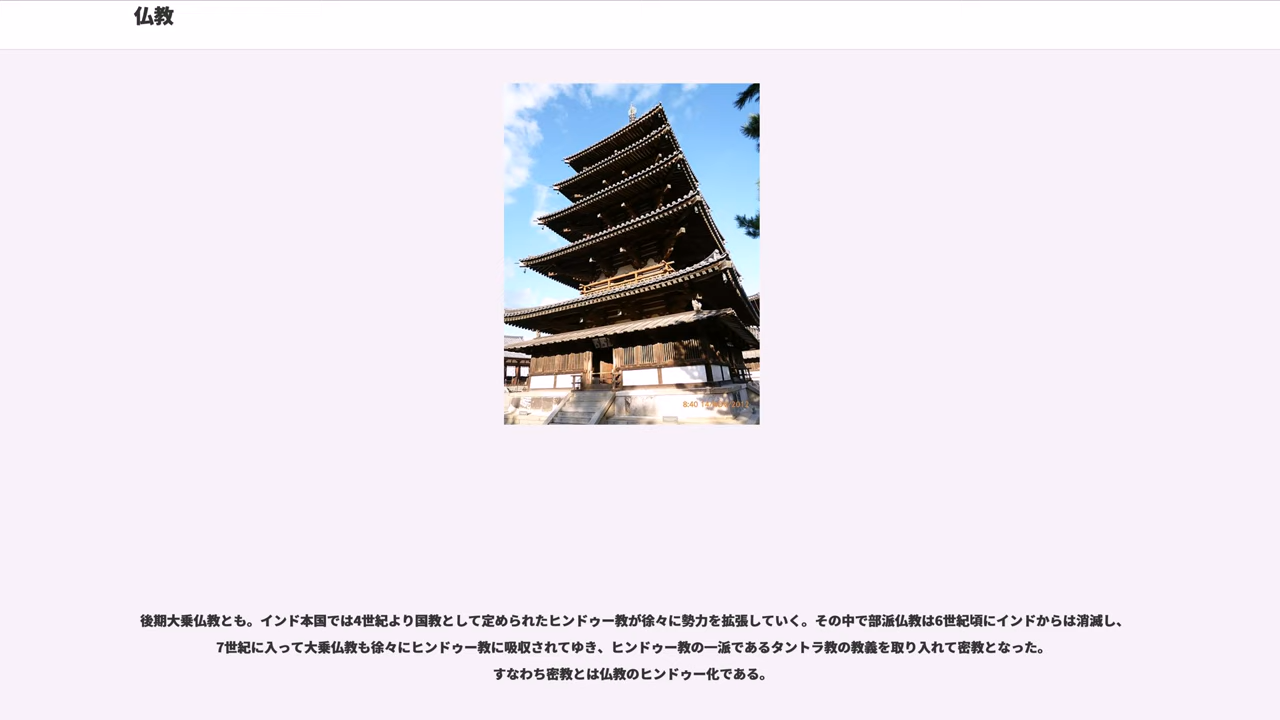 仏教
8:40
後期大乗仏教とも。インド本国では4世紀より国教として定められたヒンドゥー教が徐々に勢力を拡張していく。その中で部派仏教は6世紀頃にインドからは消滅し、
7世紀に入って大乗仏教も徐々にヒンドゥー教に吸収されてゆき、ヒンドゥー教の一派であるタントラ教の教義を取り入れて密教となった。
すなわち密教とは仏教のヒンドゥー化である。